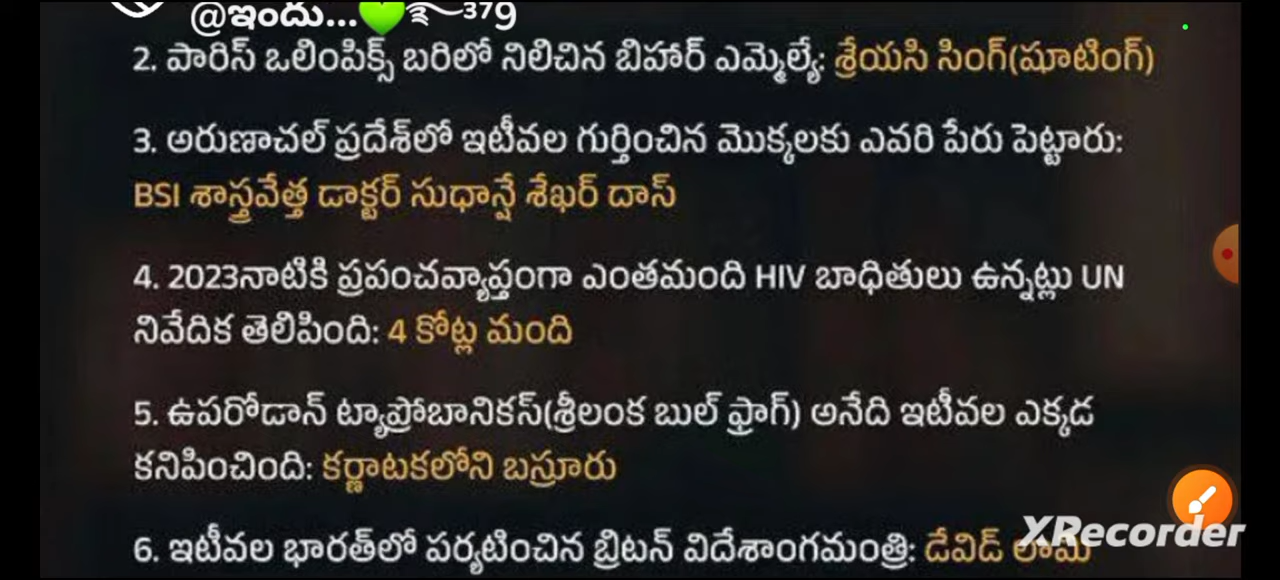 @ఇందు...💚࿐³⁷9
2. పారిస్ ఒలింపిక్స్ బరిలో నిలిచిన బిహార్ ఎమ్మెల్యే: శ్రేయసి సింగ్(షూటింగ్)
3. అరుణాచల్ ప్రదేశ్‌లో ఇటీవల గుర్తించిన మొక్కలకు ఎవరి పేరు పెట్టారు:
BSI శాస్త్రవేత్త డాక్టర్ సుధాన్షే శేఖర్ దాస్
4. 2023నాటికి ప్రపంచవ్యాప్తంగా ఎంతమంది HIV బాధితులు ఉన్నట్లు UN
నివేదిక తెలిపింది: 4 కోట్ల మంది
5. ఉపరోడాన్ ట్యాప్రోబానికస్(శ్రీలంక బుల్ ఫ్రాగ్) అనేది ఇటీవల ఎక్కడ
కనిపించింది: కర్ణాటకలోని బస్రూరు
6. ఇటీవల భారత్‌లో పర్యటించిన బ్రిటన్ విదేశాంగమంత్రి: డేవిడ్ లామీ
XRecorder